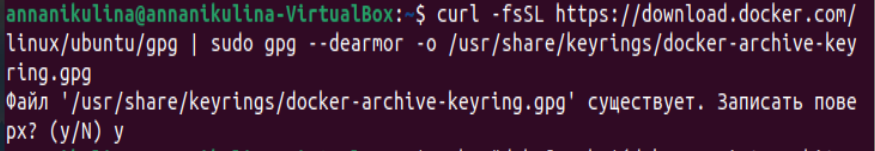 annanikulina@annanikulina-VirtualBox:~$ curl -fsSL https://download.docker.com/
linux/ubuntu/gpg | sudo gpg --dearmor -o /usr/share/keyrings/docker-archive-key
ring.gpg
Файл '/usr/share/keyrings/docker-archive-keyring.gpg' существует. Записать пове
рх? (y/N) y